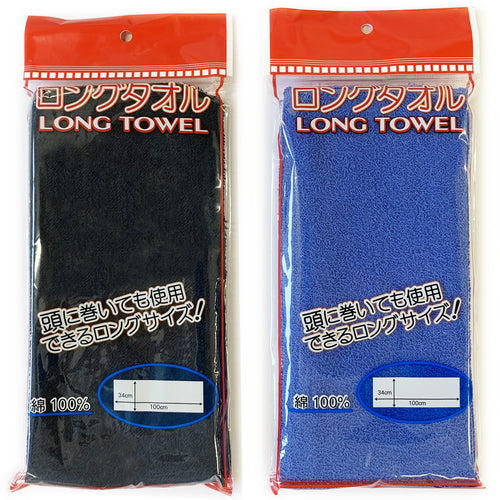 ロングタオル
LONG TOWEL
頭に巻いても使用
できるロングサイズ!
34cm
100cm
綿 100%
ロングタオル
LONG TOWEL
頭に巻いても使用
できるロングサイズ!
34cm
100cm
綿 100%